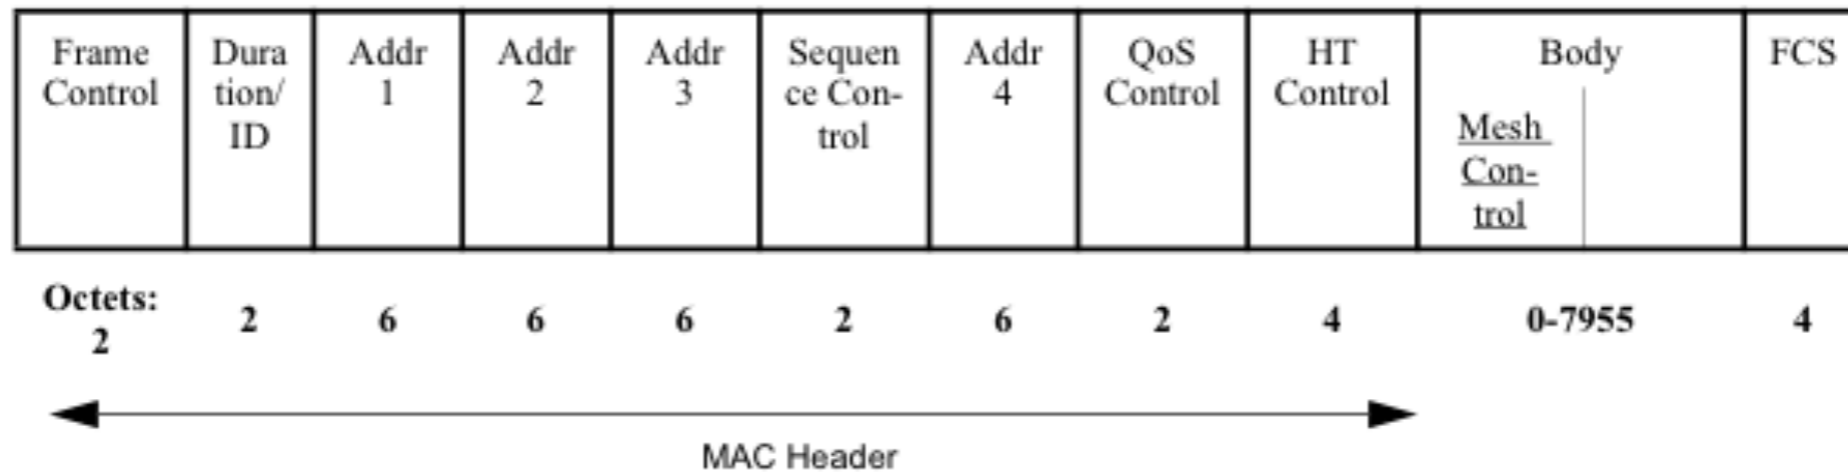 Frame
Control
Dura
tion/
ID
Addr
1
Addr
2
Addr
3
Sequen
ce Con-
trol
Addr
4
QoS
Control
HT
Control
Body
Mesh
Con-
trol
FCS
Octets:
2
2
6
6
6
2
6
2
4
0-7955
4
MAC Header